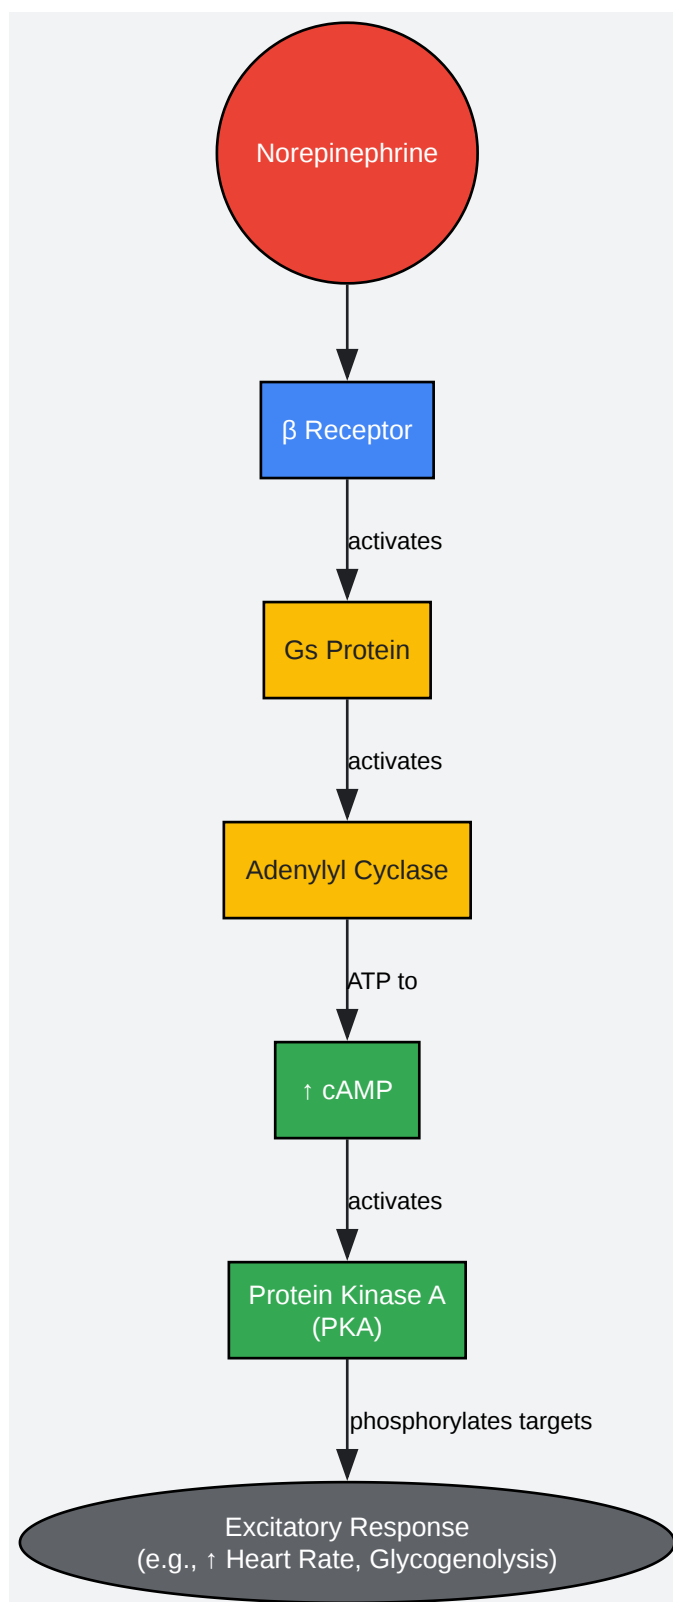 Norepinephrine
β Receptor
activates
Gs Protein
activates
Adenylyl Cyclase
ATP to
↑ cAMP
activates
Protein Kinase A
(PKA)
phosphorylates targets
Excitatory Response
(e.g., ↑ Heart Rate, Glycogenolysis)